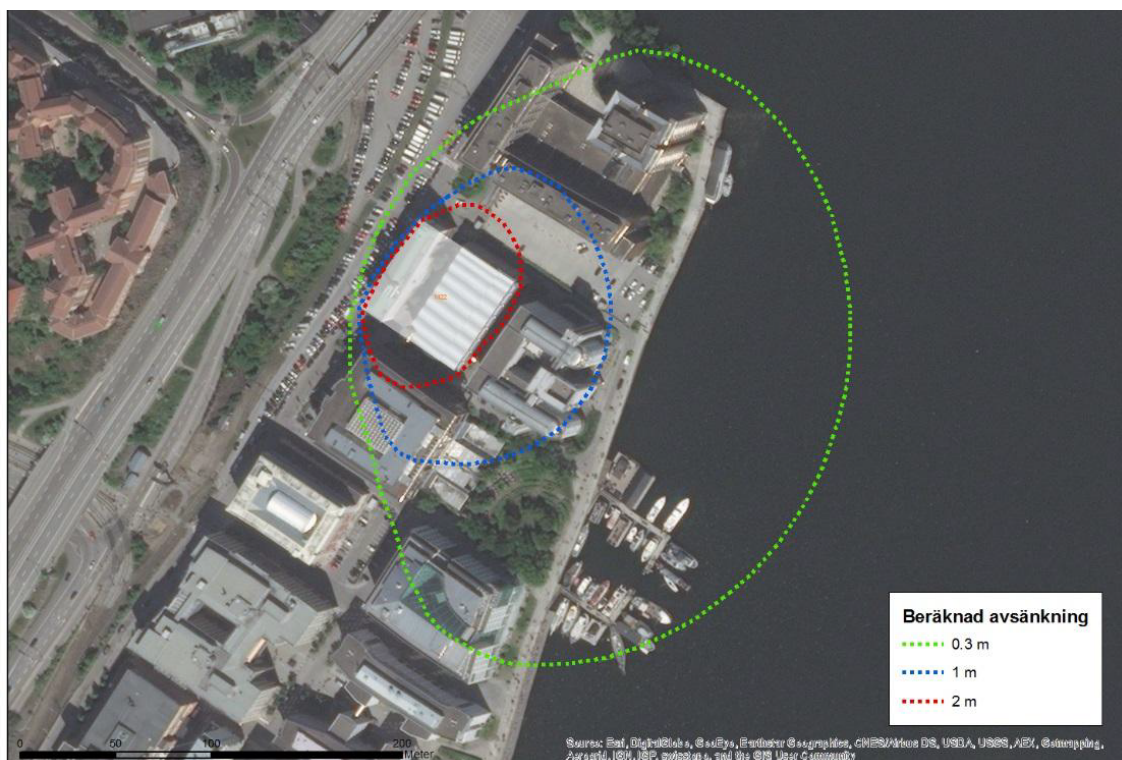 Beräknad avsänkning
0.3 m
1 m
2 m
0 50 100 200
Meter
Source: Esri, DigitalGlobe, GeoEye, Earthstar Geographics, CNES/Airbus DS, USDA, USGS, AEX, Getmapping,
Aerogrid, IGN, IGP, swisstopo, and the GIS User Community